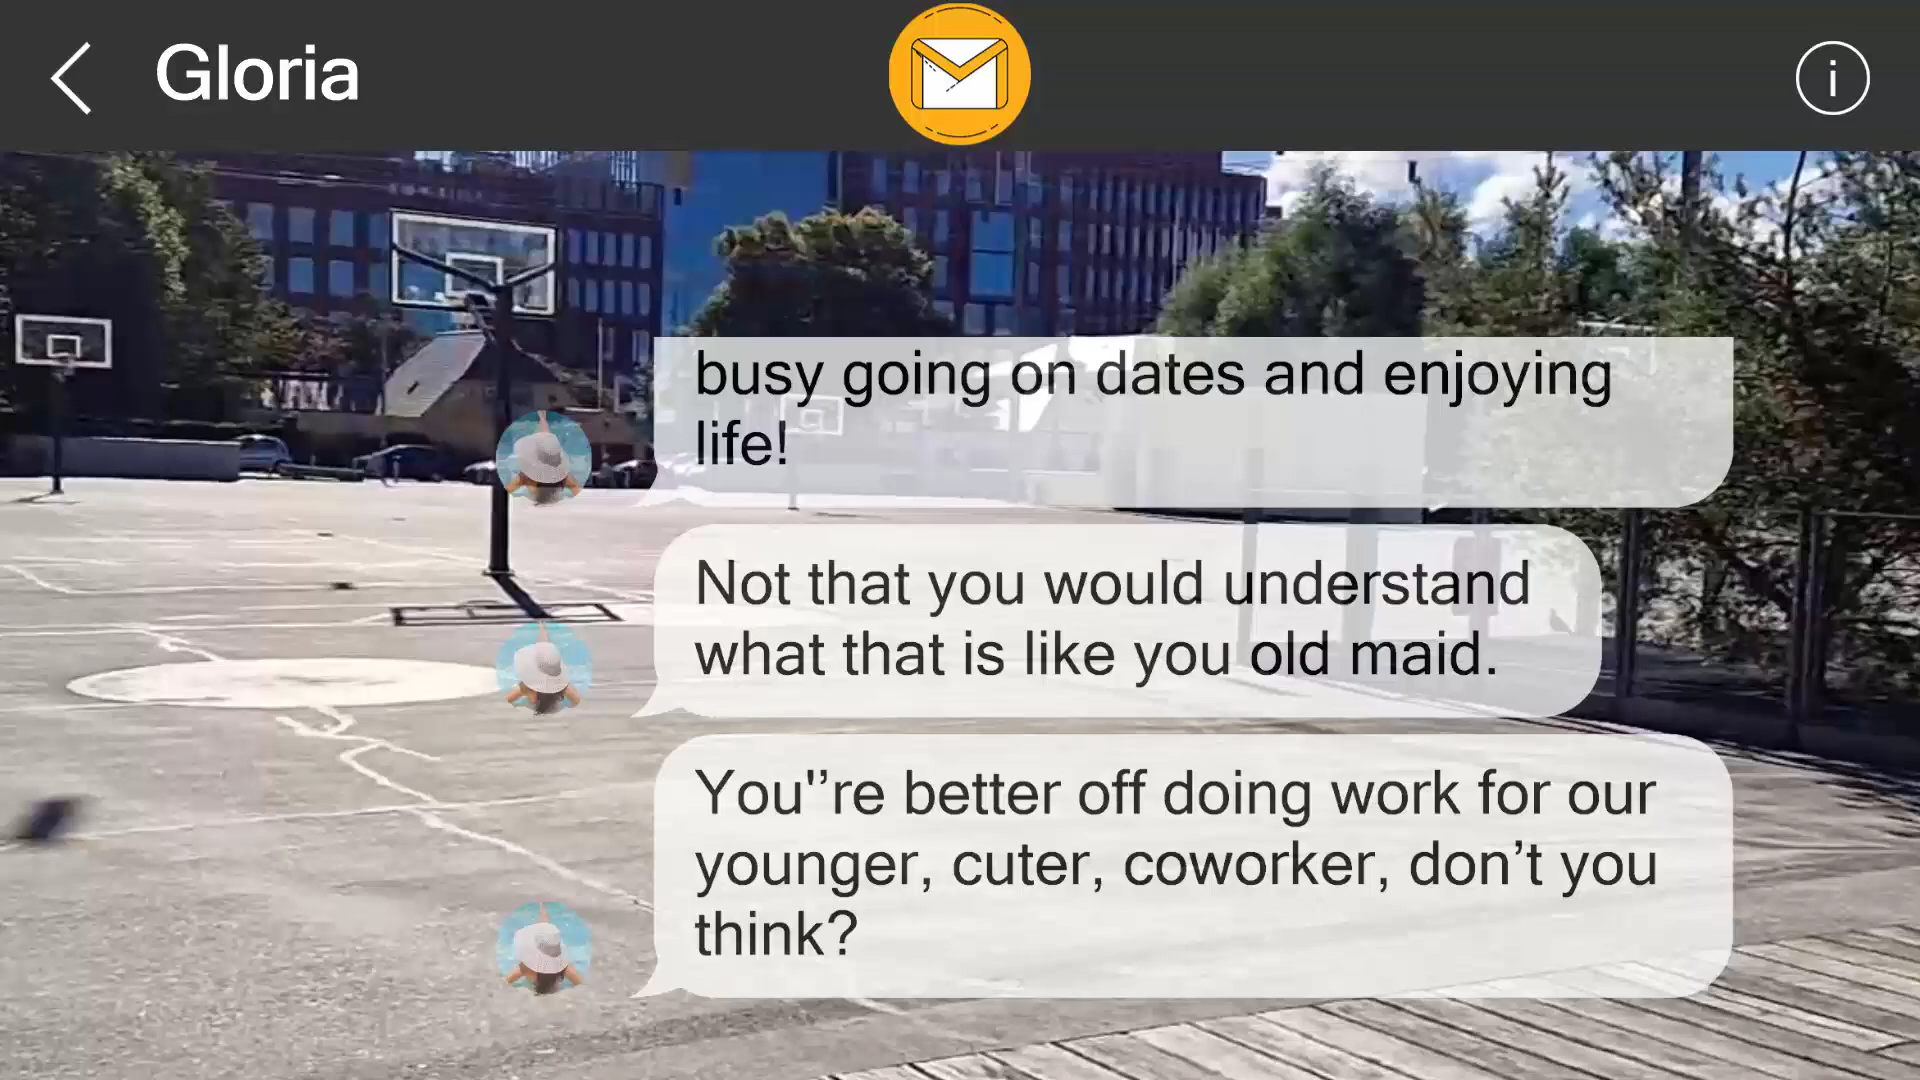 Gloria
i
busy going on dates and enjoying
life!
Not that you would understand
what that is like you old maid.
You"’re better off doing work for our
younger, cuter, coworker, don’t you
think?